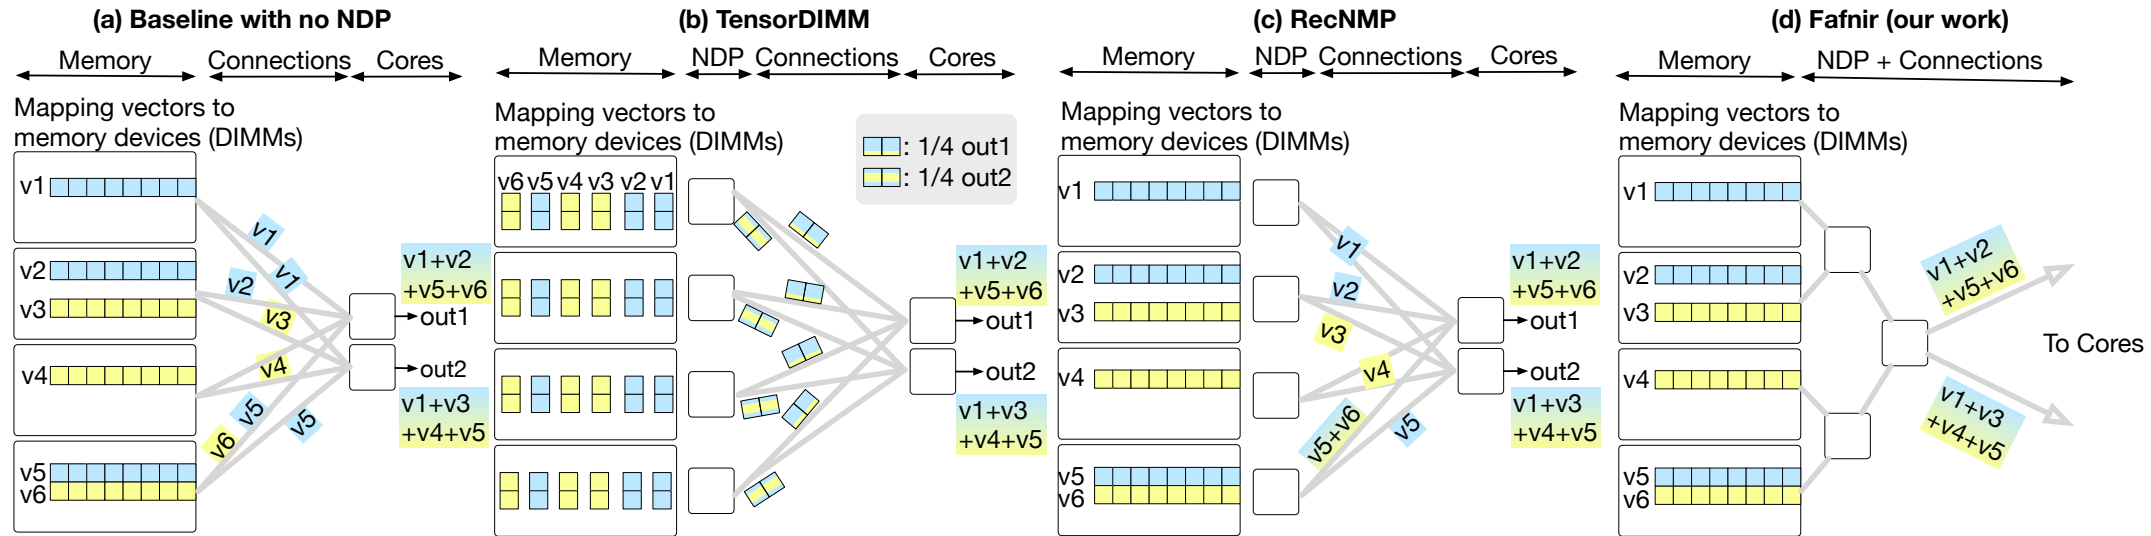 (a) Baseline with no NDP
Memory
Connections
Cores
Mapping vectors to
memory devices (DIMMs)
v1
v2
v3
v4
v5
v6
v1
v1
v2
v3
v4
v5
v6
v5
v1+v2
+v5+v6
out1
out2
v1+v3
+v4+v5
(b) TensorDIMM
Memory
NDP
Connections
Cores
Mapping vectors to
memory devices (DIMMs)
: 1/4 out1
: 1/4 out2
v6 v5 v4 v3 v2 v1
v1+v2
+v5+v6
out1
out2
v1+v3
+v4+v5
(c) RecNMP
Memory
NDP
Connections
Cores
Mapping vectors to
memory devices (DIMMs)
v1
v2
v3
v4
v5
v6
v1
v2
v3
v4
v5+v6
v5
v1+v2
+v5+v6
out1
out2
v1+v3
+v4+v5
(d) Fafnir (our work)
Memory
NDP + Connections
Mapping vectors to
memory devices (DIMMs)
v1
v2
v3
v4
v5
v6
v1+v2
+v5+v6
To Cores
v1+v3
+v4+v5